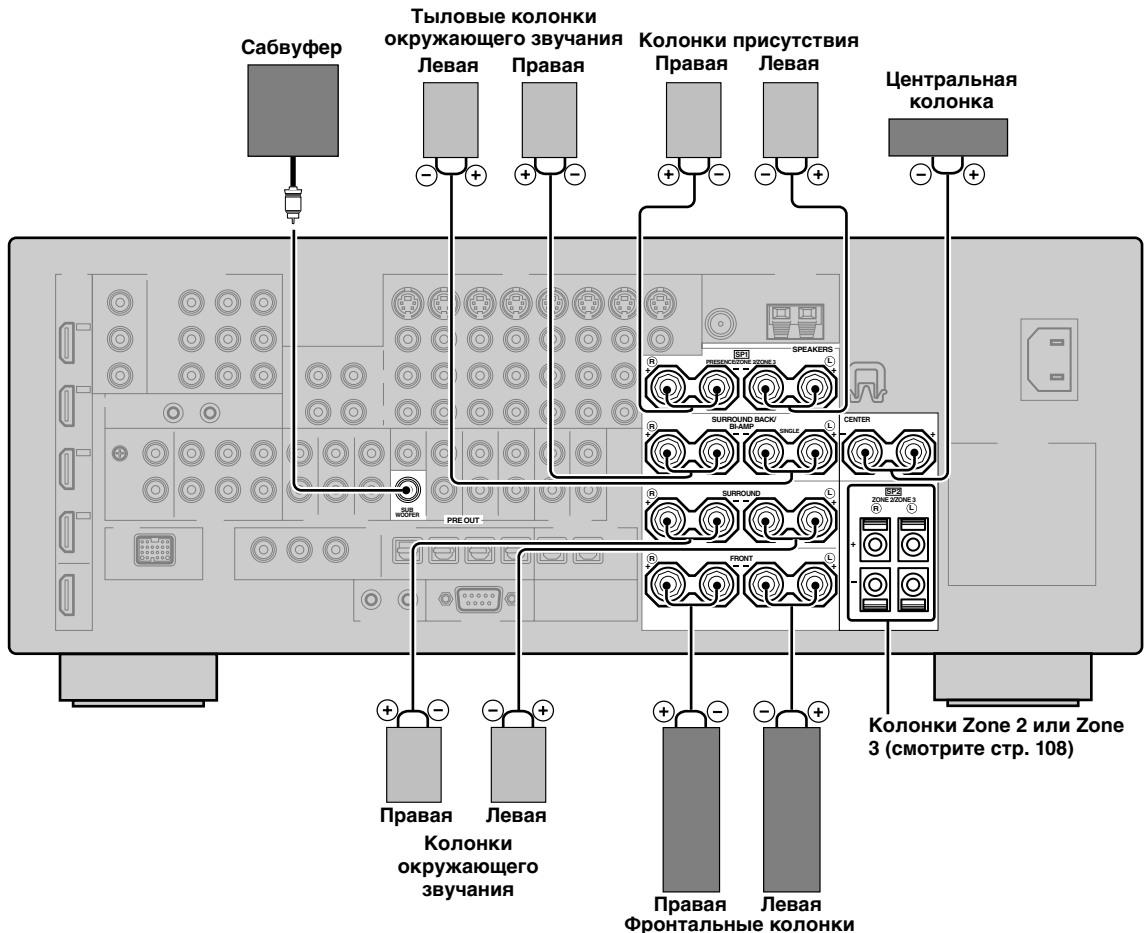 Тыловые колонки
окружающего звучания
Сабвуфер
Левая Правая
Колонки присутствия
Правая Левая
Центральная
колонка
− + + − + − − + − +
SP1
SPEAKERS
R PRESENCE/ZONE 2/ZONE 3 L
+ +
R SURROUND BACK/ L
BI-AMP
SINGLE
+ +
CENTER
+
SP2
ZONE 2/ZONE 3
R L
+
−
R SURROUND L
+ +
SUB
WOOFER
PRE OUT
R FRONT L
+ +
+ − − + + − − +
Колонки Zone 2 или Zone
3 (смотрите стр. 108)
Правая Левая
Колонки
окружающего
звучания
Правая Левая
Фронтальные колонки